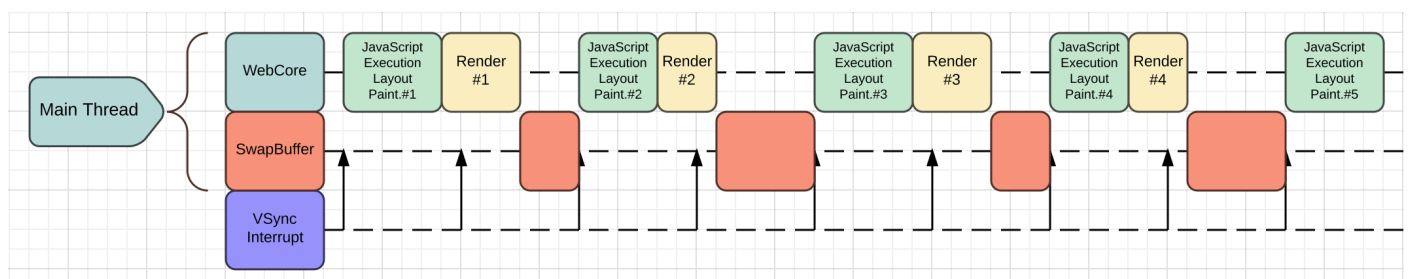 Main Thread
WebCore
SwapBuffer
VSync
Interrupt
JavaScript
Execution
Layout
Paint.#1
Render
#1
JavaScript
Execution
Layout
Paint.#2
Render
#2
JavaScript
Execution
Layout
Paint.#3
Render
#3
JavaScript
Execution
Layout
Paint.#4
Render
#4
JavaScript
Execution
Layout
Paint.#5